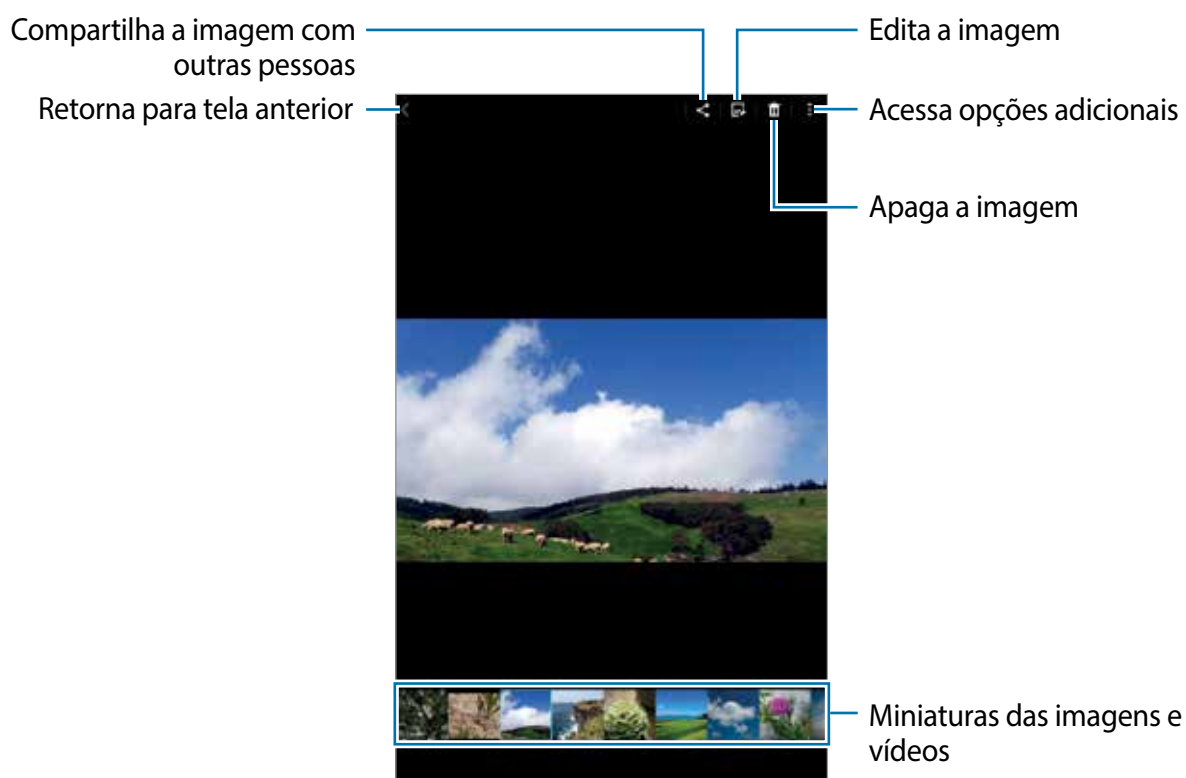 Compartilha a imagem com
outras pessoas
Edita a imagem
Retorna para tela anterior
Acessa opções adicionais
Apaga a imagem
Miniaturas das imagens e
vídeos